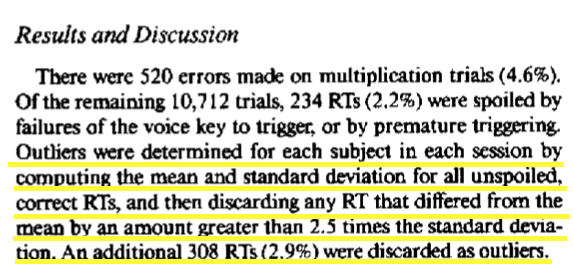 Results and Discussion
There were 520 errors made on multiplication trials (4.6%).
Of the remaining 10,712 trials, 234 RTs (2.2%) were spoiled by
failures of the voice key to trigger, or by premature triggering.
Outliers were determined for each subject in each session by
computing the mean and standard deviation for all unspoiled,
correct RTs, and then discarding any RT that differed from the
mean by an amount greater than 2.5 times the standard devia-
tion. An additional 308 RTs (2.9%) were discarded as outliers.